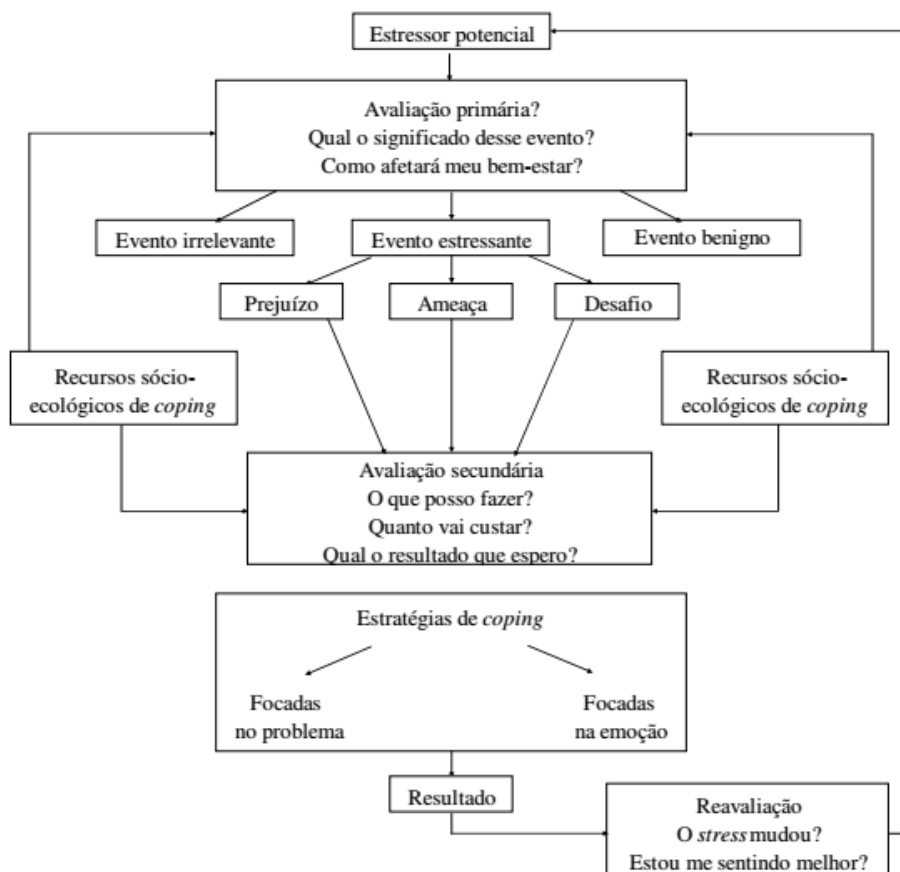 Estressor potencial
Avaliação primária?
Qual o significado desse evento?
Como afetará meu bem-estar?
Evento irrelevante
Evento estressante
Evento benigno
Prejuízo
Ameaça
Desafio
Recursos sócio-
ecológicos de coping
Recursos sócio-
ecológicos de coping
Avaliação secundária
O que posso fazer?
Quanto vai custar?
Qual o resultado que espero?
Estratégias de coping
Focadas
no problema
Focadas
na emoção
Resultado
Reavaliação
O stress mudou?
Estou me sentindo melhor?